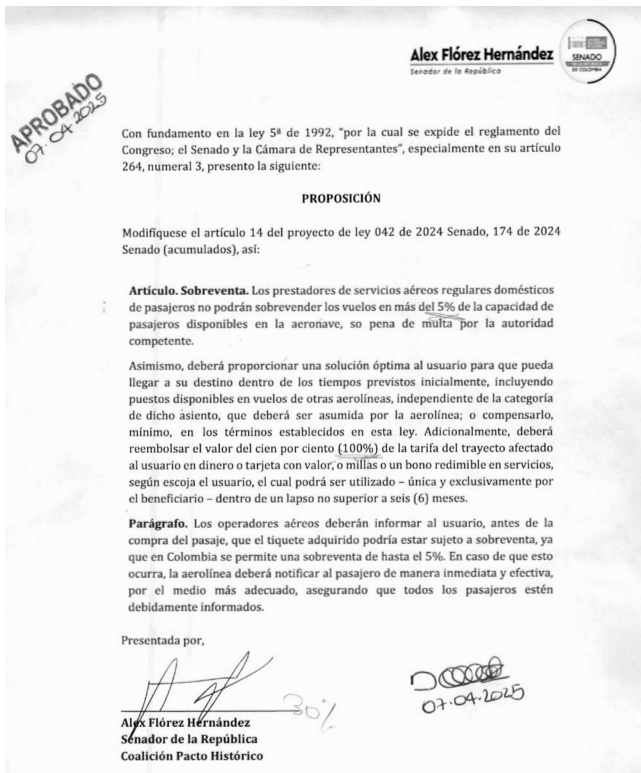 Alex Flórez Hernández
Senador de la República
SENADO
DE COLOMBIA
APROBADO
07-04-2025
Con fundamento en la ley 5ª de 1992, "por la cual se expide el reglamento del
Congreso; el Senado y la Cámara de Representantes", especialmente en su artículo
264, numeral 3, presento la siguiente:
PROPOSICIÓN
Modifíquese el artículo 14 del proyecto de ley 042 de 2024 Senado, 174 de 2024
Senado (acumulados), así:
Artículo. Sobreventa. Los prestadores de servicios aéreos regulares domésticos
de pasajeros no podrán sobrevender los vuelos en más del 5% de la capacidad de
pasajeros disponibles en la aeronave, so pena de multa por la autoridad
competente.
Asimismo, deberá proporcionar una solución óptima al usuario para que pueda
llegar a su destino dentro de los tiempos previstos inicialmente, incluyendo
puestos disponibles en vuelos de otras aerolíneas, independiente de la categoría
de dicho asiento, que deberá ser asumida por la aerolínea; o compensarlo,
mínimo, en los términos establecidos en esta ley. Adicionalmente, deberá
reembolsar el valor del cien por ciento (100%) de la tarifa del trayecto afectado
al usuario en dinero o tarjeta con valor, o millas o un bono redimible en servicios,
según escoja el usuario, el cual podrá ser utilizado – única y exclusivamente por
el beneficiario – dentro de un lapso no superior a seis (6) meses.
Parágrafo. Los operadores aéreos deberán informar al usuario, antes de la
compra del pasaje, que el tiquete adquirido podría estar sujeto a sobreventa, ya
que en Colombia se permite una sobreventa de hasta el 5%. En caso de que esto
ocurra, la aerolínea deberá notificar al pasajero de manera inmediata y efectiva,
por el medio más adecuado, asegurando que todos los pasajeros estén
debidamente informados.
Presentada por,
07-04-2025
30%
Alex Flórez Hernández
Senador de la República
Coalición Pacto Histórico